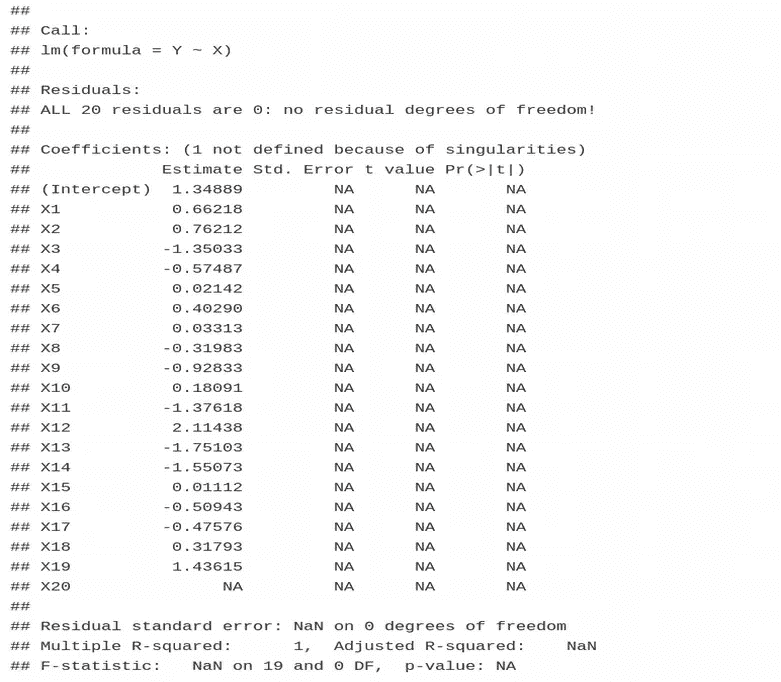 ##
## Call:
## lm(formula = Y ~ X)
##
## Residuals:
## ALL 20 residuals are 0: no residual degrees of freedom!
##
## Coefficients: (1 not defined because of singularities)
##             Estimate Std. Error t value Pr(>|t|)
## (Intercept)  1.34889         NA      NA       NA
## X1           0.66218         NA      NA       NA
## X2           0.76212         NA      NA       NA
## X3          -1.35033         NA      NA       NA
## X4          -0.57487         NA      NA       NA
## X5           0.02142         NA      NA       NA
## X6           0.40290         NA      NA       NA
## X7           0.03313         NA      NA       NA
## X8          -0.31983         NA      NA       NA
## X9          -0.92833         NA      NA       NA
## X10          0.18091         NA      NA       NA
## X11         -1.37618         NA      NA       NA
## X12          2.11438         NA      NA       NA
## X13         -1.75103         NA      NA       NA
## X14         -1.55073         NA      NA       NA
## X15          0.01112         NA      NA       NA
## X16         -0.50943         NA      NA       NA
## X17         -0.47576         NA      NA       NA
## X18          0.31793         NA      NA       NA
## X19          1.43615         NA      NA       NA
## X20               NA         NA      NA       NA
##
## Residual standard error: NaN on 0 degrees of freedom
## Multiple R-squared:      1,  Adjusted R-squared:    NaN
## F-statistic:   NaN on 19 and 0 DF,  p-value: NA